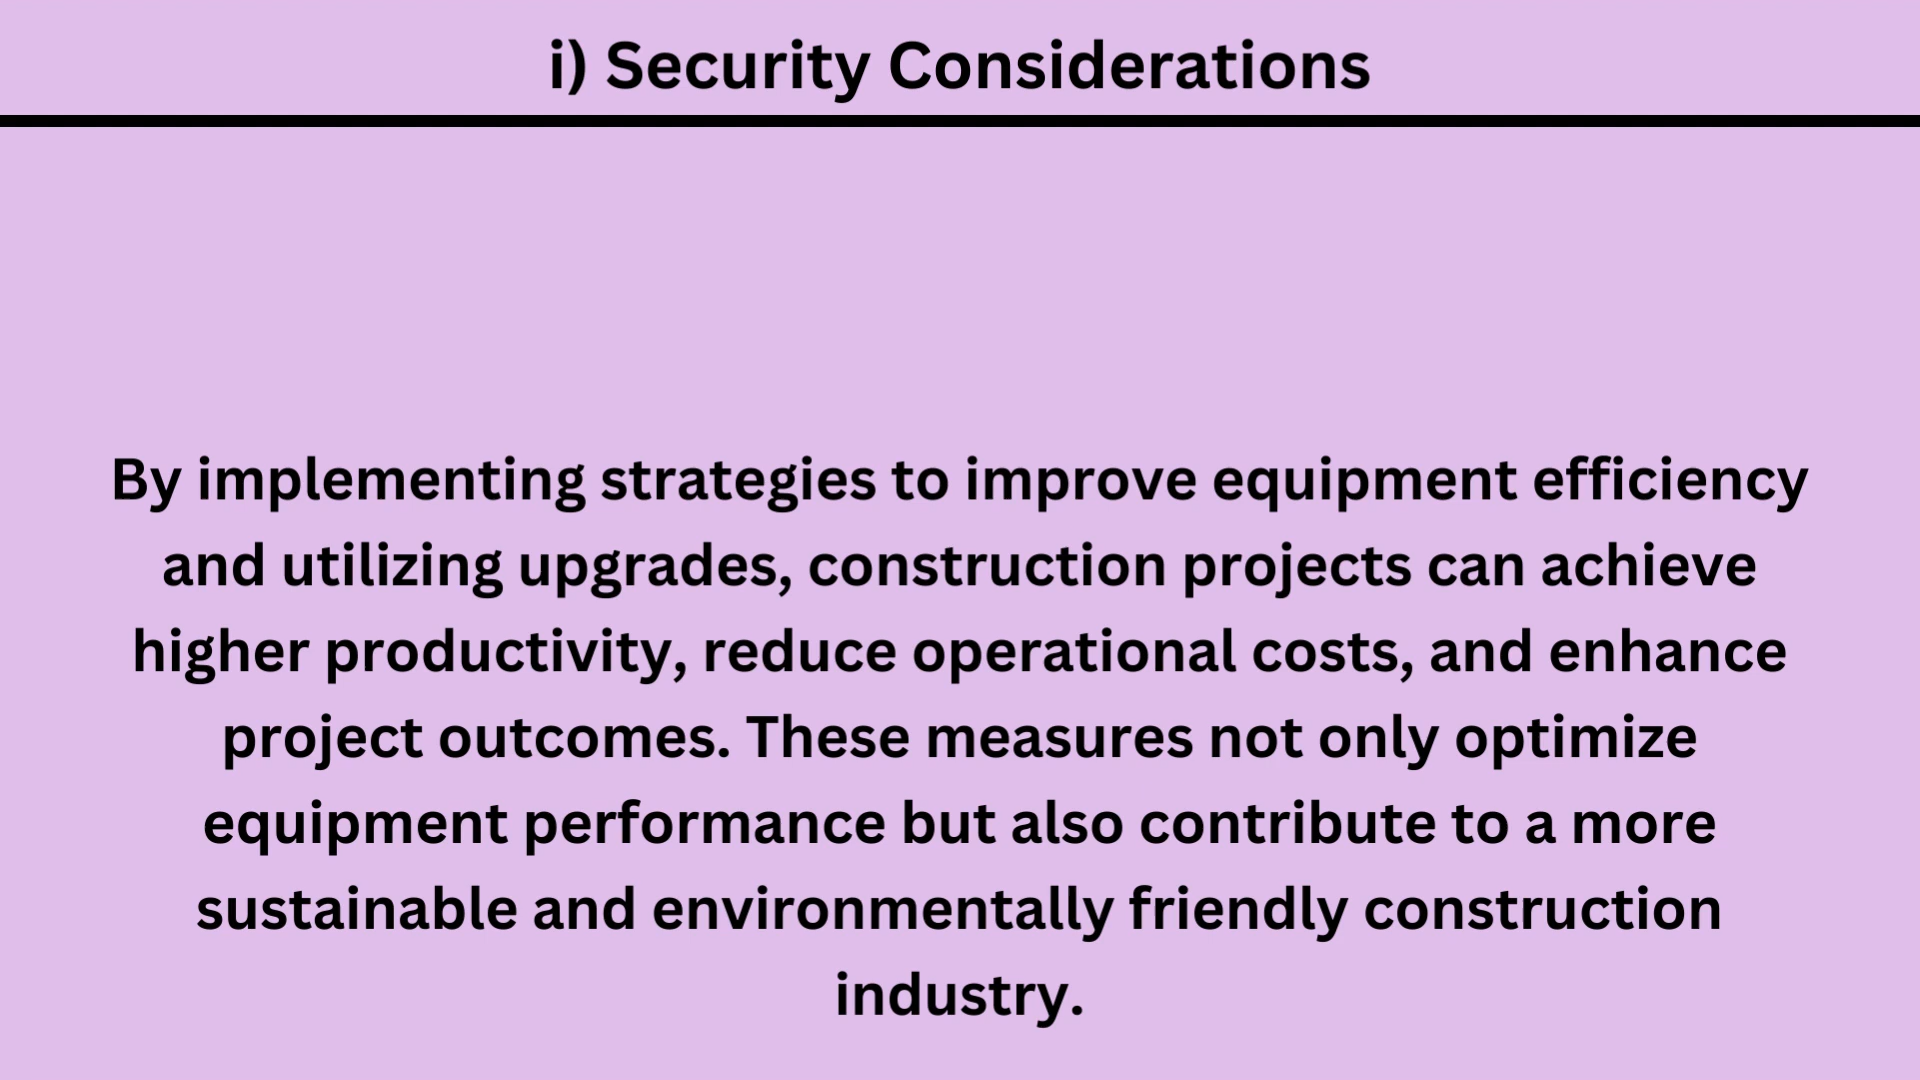 i) Security Considerations
By implementing strategies to improve equipment efficiency
and utilizing upgrades, construction projects can achieve
higher productivity, reduce operational costs, and enhance
project outcomes. These measures not only optimize
equipment performance but also contribute to a more
sustainable and environmentally friendly construction
industry.